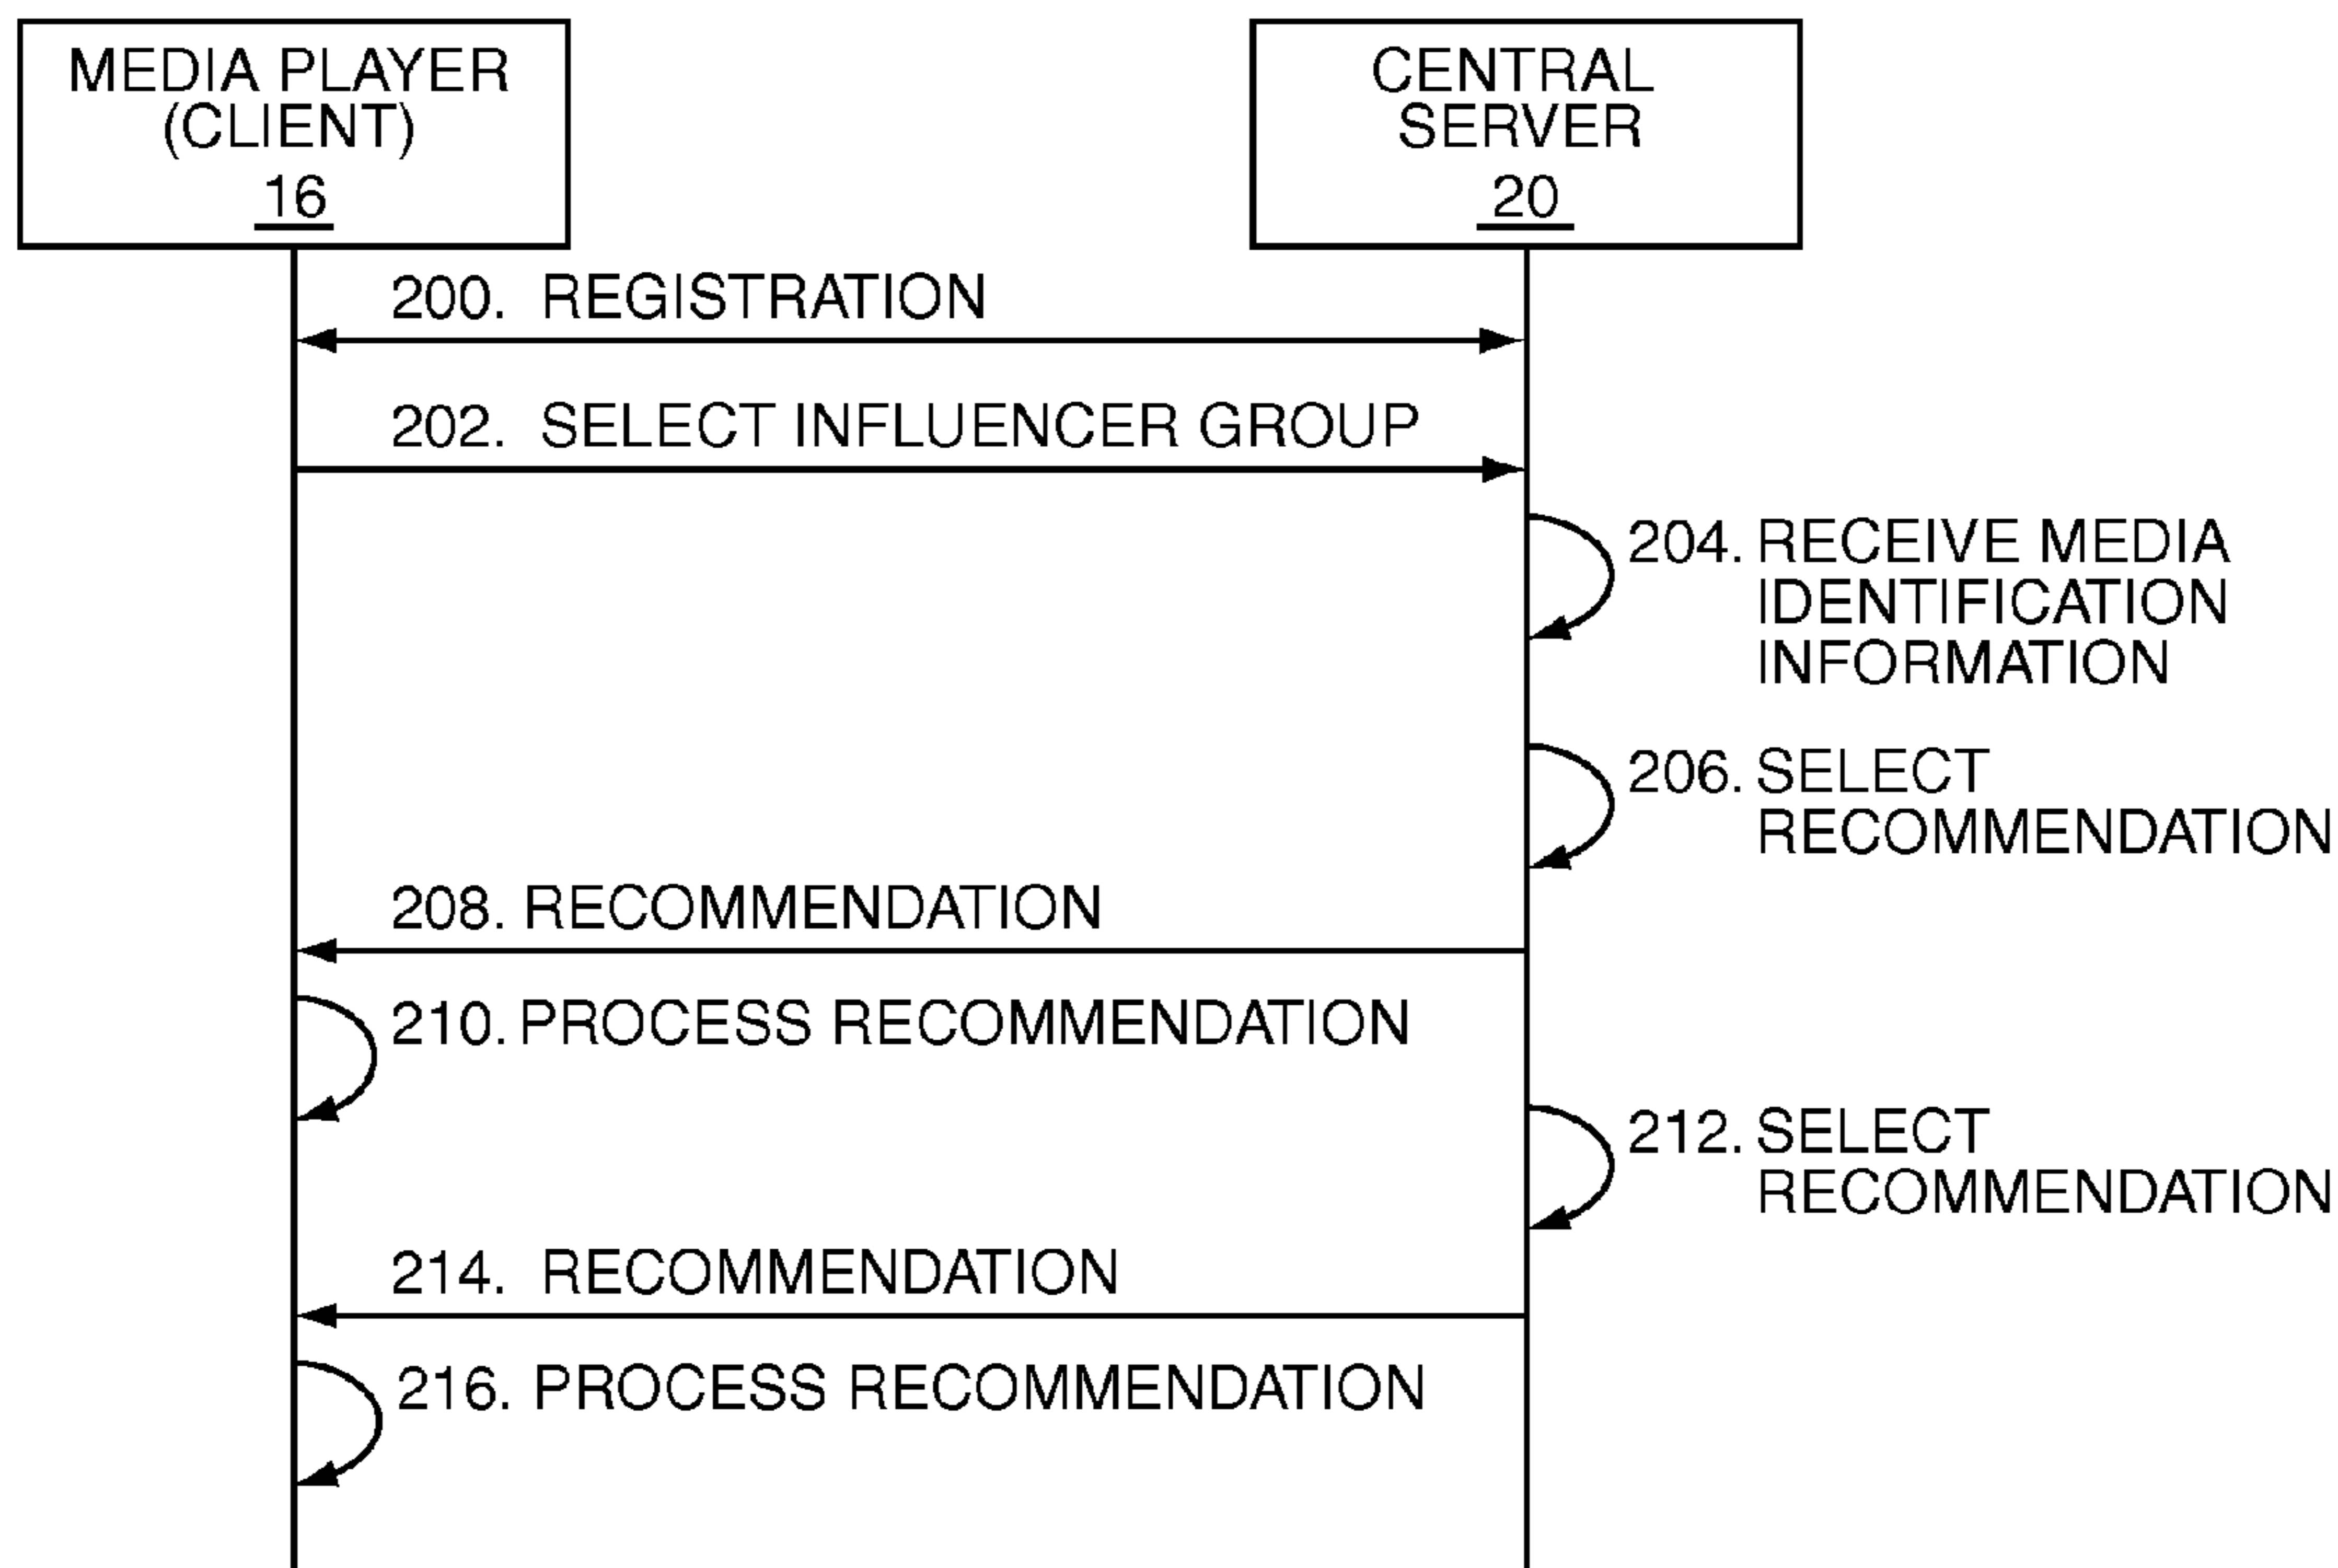 MEDIA PLAYER
(CLIENT)
16
CENTRAL
SERVER
20
200. REGISTRATION
202. SELECT INFLUENCER GROUP
204. RECEIVE MEDIA
IDENTIFICATION
INFORMATION
206. SELECT
RECOMMENDATION
208. RECOMMENDATION
210. PROCESS RECOMMENDATION
212. SELECT
RECOMMENDATION
214. RECOMMENDATION
216. PROCESS RECOMMENDATION